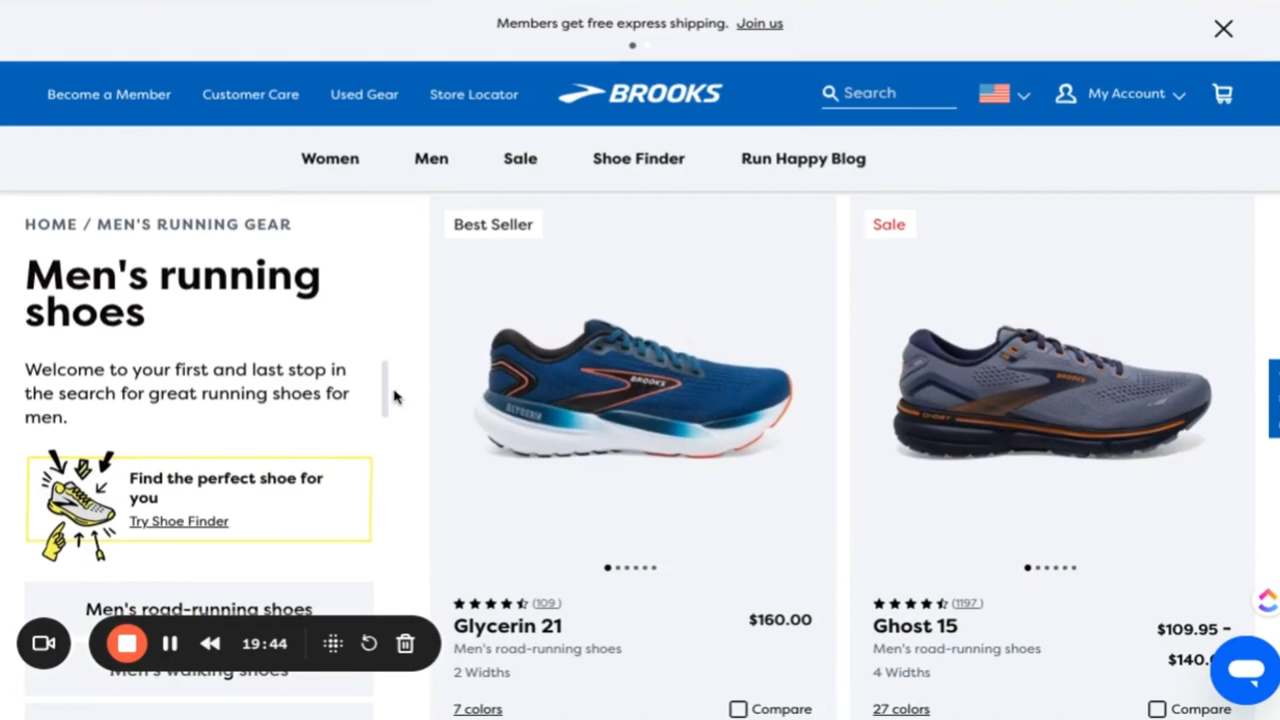 Members get free express shipping. Join us
Become a Member
Customer Care
Used Gear
Store Locator
BROOKS
Search
My Account
Women
Men
Sale
Shoe Finder
Run Happy Blog
HOME / MEN'S RUNNING GEAR
Men's running
shoes
Welcome to your first and last stop in
the search for great running shoes for
men.
Find the perfect shoe for
you
Try Shoe Finder
Men's road-running shoes
Men's walking shoes
19:44
Best Seller
BROOKS
GLYCERIN
(109)
Glycerin 21
$160.00
Men's road-running shoes
2 Widths
7 colors
Compare
Sale
BROOKS
GHOST
(1197)
Ghost 15
$109.95 –
$140.
Men's road-running shoes
4 Widths
27 colors
Compare